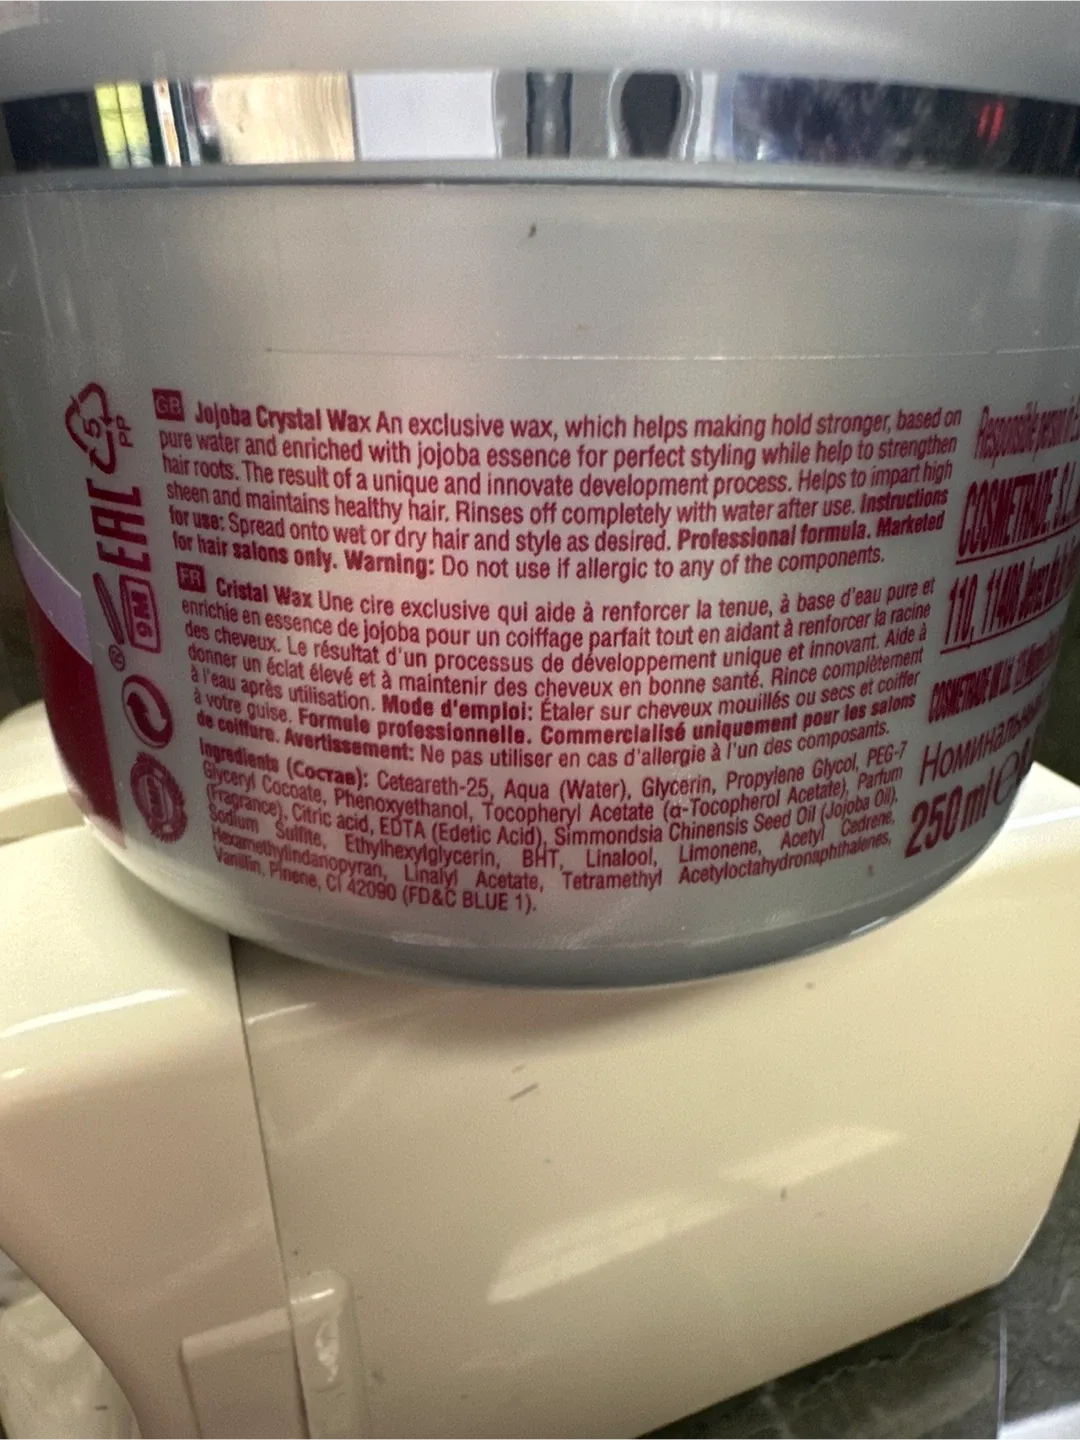 GB Jojoba Crystal Wax An exclusive wax, which helps making hold stronger, based on
pure water and enriched with jojoba essence for perfect styling while help to strengthen
hair roots. The result of a unique and innovate development process. Helps to impart high
sheen and maintains healthy hair. Rinses off completely with water after use. Instructions
for use: Spread onto wet or dry hair and style as desired. Professional formula. Marketed
for hair salons only. Warning: Do not use if allergic to any of the components.
FR Cristal Wax Une cire exclusive qui aide à renforcer la tenue, à base d'eau pure et
enrichie en essence de jojoba pour un coiffage parfait tout en aidant à renforcer la racine
des cheveux. Le résultat d'un processus de développement unique et innovant. Aide à
donner un éclat élevé et à maintenir des cheveux en bonne santé. Rince complètement
à l'eau après utilisation. Mode d'emploi: Étaler sur cheveux mouillés ou secs et coiffer
à votre guise. Formule professionnelle. Commercialisé uniquement pour les salons
de coiffure. Avertissement: Ne pas utiliser en cas d'allergie à l'un des composants.
Ingredients (Состав): Ceteareth-25, Aqua (Water), Glycerin, Propylene Glycol, PEG-7
Glyceryl Cocoate, Phenoxyethanol, Tocopheryl Acetate (α-Tocopherol Acetate), Parfum
(Fragrance), Citric acid, EDTA (Edetic Acid), Simmondsia Chinensis Seed Oil (Jojoba Oil),
Sodium Sulfite, Ethylhexylglycerin, BHT, Linalool, Limonene, Acetyl Cedrene,
Hexamethylindanopyran, Linalyl Acetate, Tetramethyl Acetyloctahydronaphthalenes,
Vanillin, Pinene, CI 42090 (FD&C BLUE 1).
5
PP
EAC
9M
Responsible person
COSMETRADE S.L.
110, 11408 Jerez
COSMETRADE
250 ml e